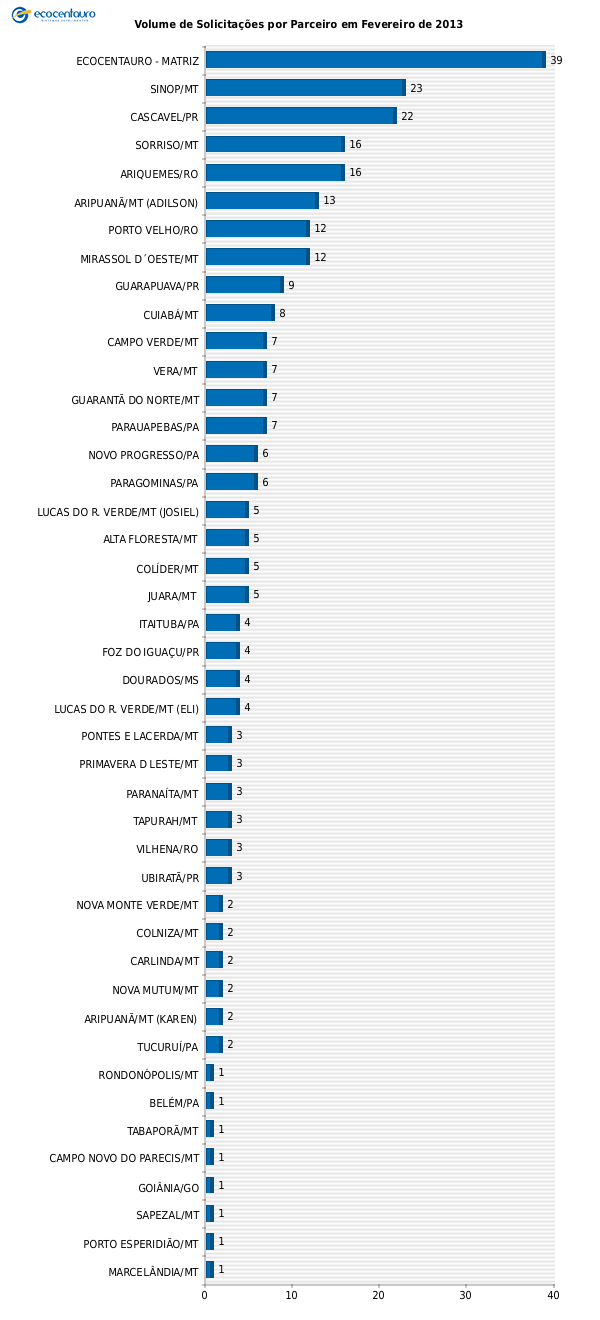 ecocentauro
Volume de Solicitações por Parceiro em Fevereiro de 2013
ECOCENTAURO - MATRIZ 39
SINOP/MT 23
CASCAVEL/PR 22
SORRISO/MT 16
ARIQUEMES/RO 16
ARIPUANÃ/MT (ADILSON) 13
PORTO VELHO/RO 12
MIRASSOL D´OESTE/MT 12
GUARAPUAVA/PR 9
CUIABÁ/MT 8
CAMPO VERDE/MT 7
VERA/MT 7
GUARANTÃ DO NORTE/MT 7
PARAUAPEBAS/PA 7
NOVO PROGRESSO/PA 6
PARAGOMINAS/PA 6
LUCAS DO R. VERDE/MT (JOSIEL) 5
ALTA FLORESTA/MT 5
COLÍDER/MT 5
JUARA/MT 5
ITAITUBA/PA 4
FOZ DO IGUAÇU/PR 4
DOURADOS/MS 4
LUCAS DO R. VERDE/MT (ELI) 4
PONTES E LACERDA/MT 3
PRIMAVERA D LESTE/MT 3
PARANAÍTA/MT 3
TAPURAH/MT 3
VILHENA/RO 3
UBIRATÃ/PR 3
NOVA MONTE VERDE/MT 2
COLNIZA/MT 2
CARLINDA/MT 2
NOVA MUTUM/MT 2
ARIPUANÃ/MT (KAREN) 2
TUCURUÍ/PA 2
RONDONÓPOLIS/MT 1
BELÉM/PA 1
TABAPORÃ/MT 1
CAMPO NOVO DO PARECIS/MT 1
GOIÂNIA/GO 1
SAPEZAL/MT 1
PORTO ESPERIDIÃO/MT 1
MARCELÂNDIA/MT 1
0 10 20 30 40